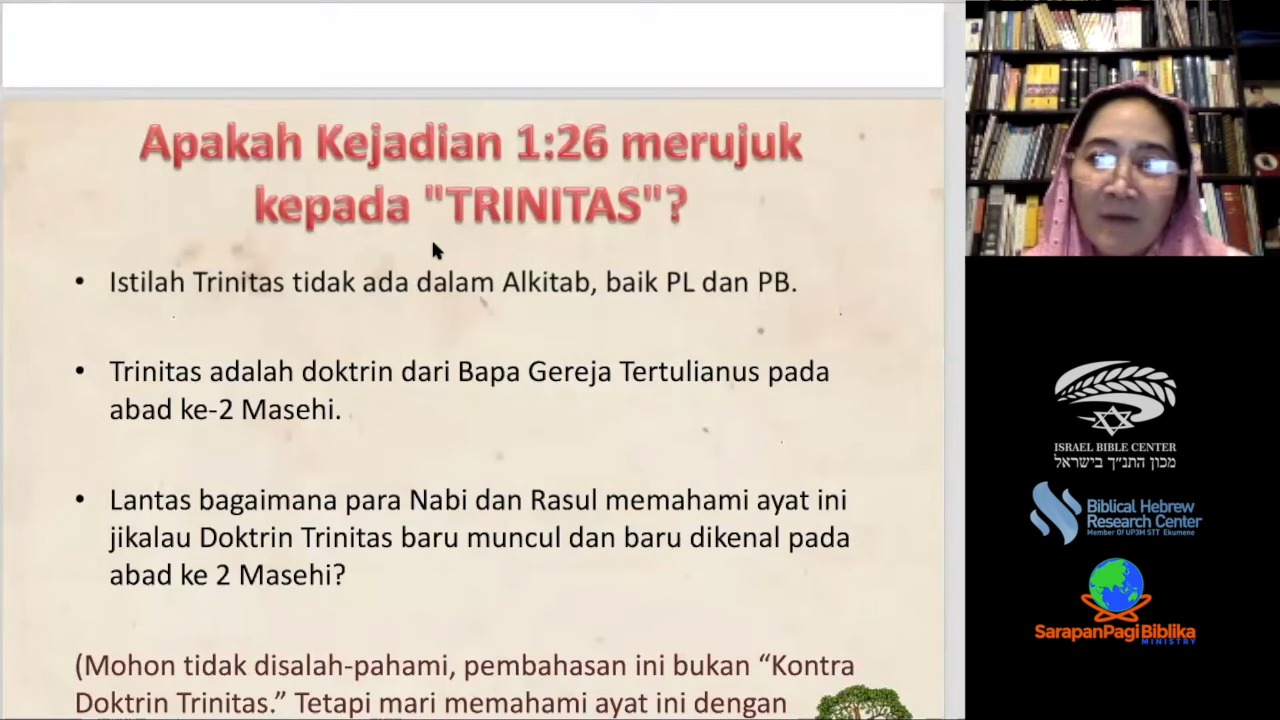 Apakah Kejadian 1:26 merujuk
kepada "TRINITAS"?
• Istilah Trinitas tidak ada dalam Alkitab, baik PL dan PB.
• Trinitas adalah doktrin dari Bapa Gereja Tertulianus pada
abad ke-2 Masehi.
• Lantas bagaimana para Nabi dan Rasul memahami ayat ini
jikalau Doktrin Trinitas baru muncul dan baru dikenal pada
abad ke 2 Masehi?
(Mohon tidak disalah-pahami, pembahasan ini bukan “Kontra
Doktrin Trinitas.” Tetapi mari memahami ayat ini dengan
ISRAEL BIBLE CENTER
מכון התנ״ך בישראל
Biblical Hebrew
Research Center
Member Of UP3M STT Ekumene
SarapanPagi Biblika
MINISTRY